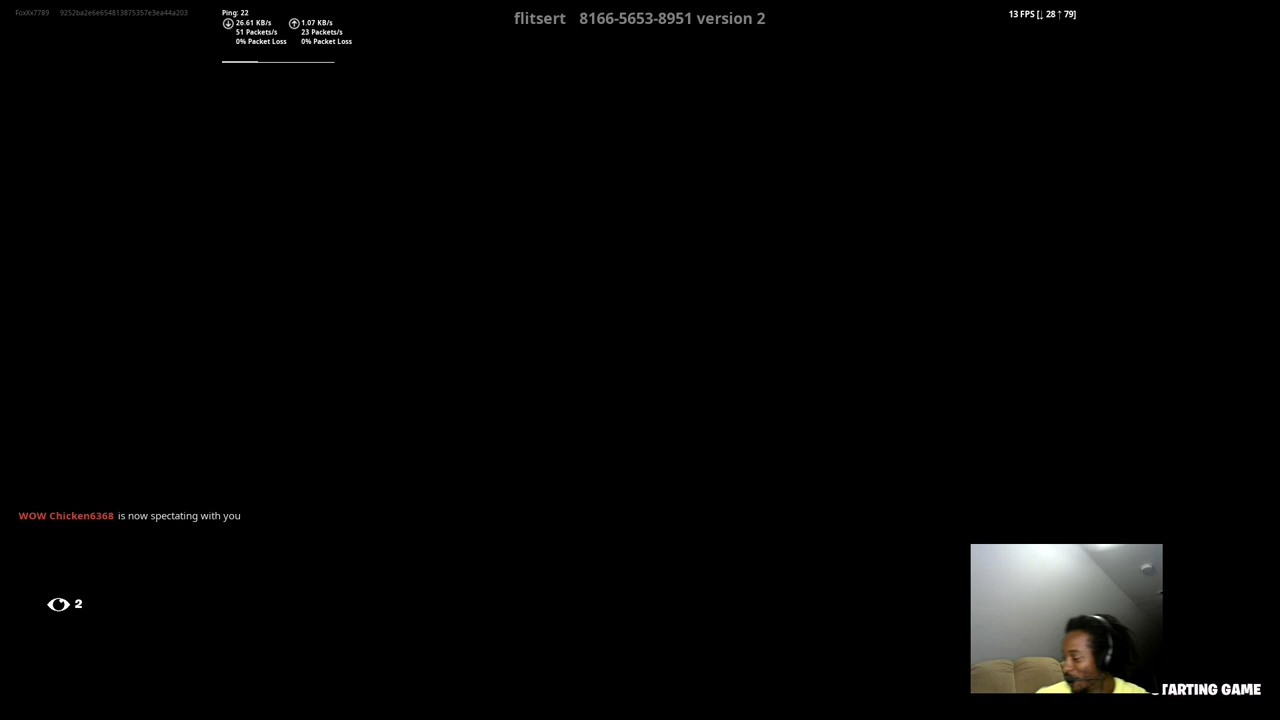 FoxXx7789 9252ba2e6e654813875357e3ea44a203
Ping: 22
26.61 KB/s 1.07 KB/s
51 Packets/s 23 Packets/s
0% Packet Loss 0% Packet Loss
flitsert 8166-5653-8951 version 2
13 FPS [↓ 28 ↑ 79]
WOW Chicken6368 is now spectating with you
2
STARTING GAME